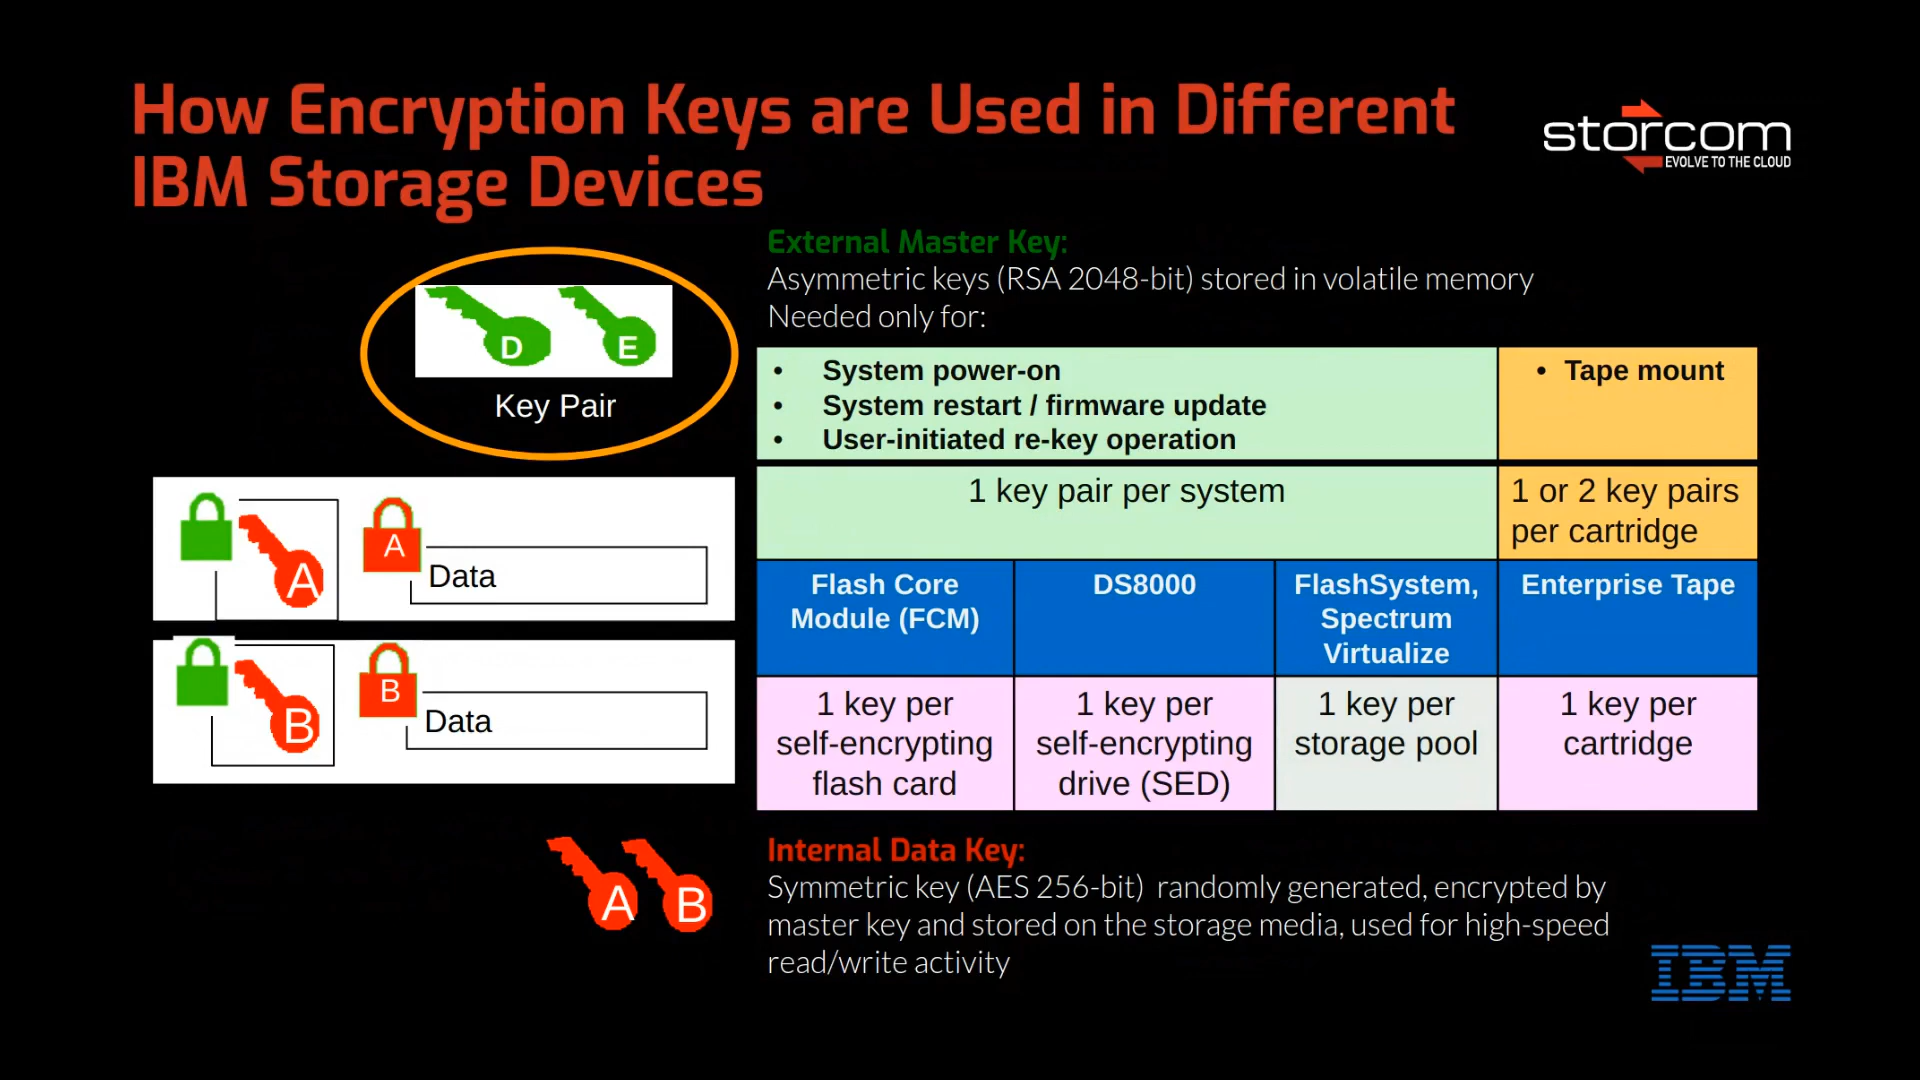 How Encryption Keys are Used in Different
IBM Storage Devices
storcom
EVOLVE TO THE CLOUD
D E
Key Pair
A A
Data
B B
Data
A B
External Master Key:
Asymmetric keys (RSA 2048-bit) stored in volatile memory
Needed only for:
• System power-on
• System restart / firmware update
• User-initiated re-key operation
• Tape mount
1 key pair per system
1 or 2 key pairs
per cartridge
Flash Core
Module (FCM)
DS8000
FlashSystem,
Spectrum
Virtualize
Enterprise Tape
1 key per
self-encrypting
flash card
1 key per
self-encrypting
drive (SED)
1 key per
storage pool
1 key per
cartridge
Internal Data Key:
Symmetric key (AES 256-bit) randomly generated, encrypted by
master key and stored on the storage media, used for high-speed
read/write activity
IBM